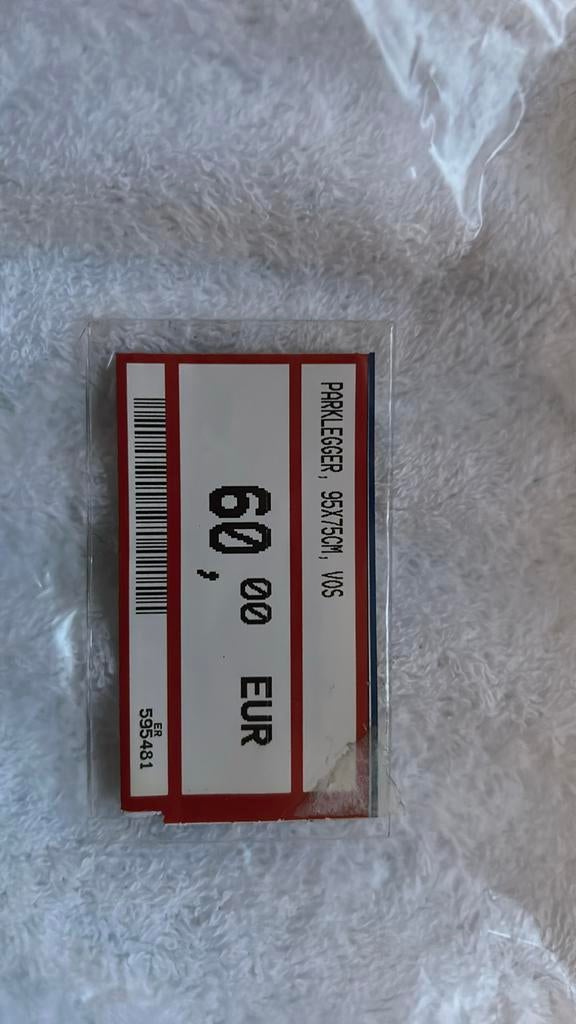 PARKLEGGER, 95X75CM, VOS
60,00 EUR
ER
595481